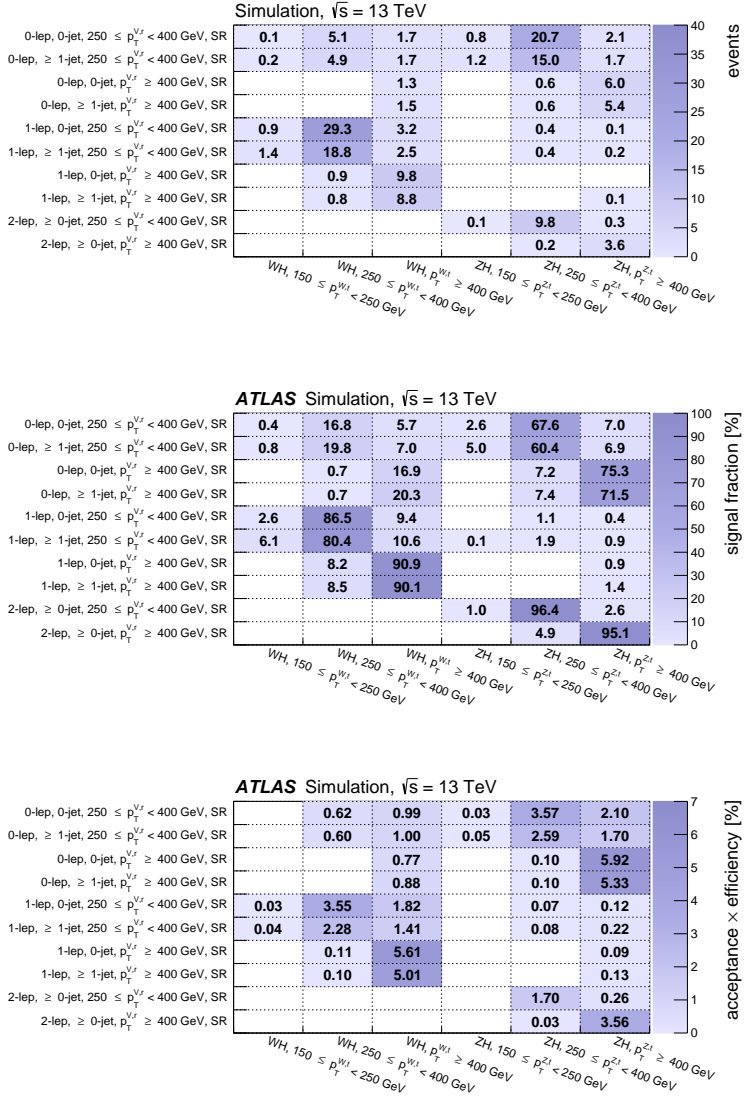 Simulation, √s = 13 TeV
0-lep, 0-jet, 250 ≤ p_T^{V,r} < 400 GeV, SR 0.1 5.1 1.7 0.8 20.7 2.1
0-lep, ≥ 1-jet, 250 ≤ p_T^{V,r} < 400 GeV, SR 0.2 4.9 1.7 1.2 15.0 1.7
0-lep, 0-jet, p_T^{V,r} ≥ 400 GeV, SR 1.3 0.6 6.0
0-lep, ≥ 1-jet, p_T^{V,r} ≥ 400 GeV, SR 1.5 0.6 5.4
1-lep, 0-jet, 250 ≤ p_T^{V,r} < 400 GeV, SR 0.9 29.3 3.2 0.4 0.1
1-lep, ≥ 1-jet, 250 ≤ p_T^{V,r} < 400 GeV, SR 1.4 18.8 2.5 0.4 0.2
1-lep, 0-jet, p_T^{V,r} ≥ 400 GeV, SR 0.9 9.8
1-lep, ≥ 1-jet, p_T^{V,r} ≥ 400 GeV, SR 0.8 8.8 0.1
2-lep, ≥ 0-jet, 250 ≤ p_T^{V,r} < 400 GeV, SR 0.1 9.8 0.3
2-lep, ≥ 0-jet, p_T^{V,r} ≥ 400 GeV, SR 0.2 3.6
WH, 150 ≤ p_T^{W,t} < 250 GeV
WH, 250 ≤ p_T^{W,t} < 400 GeV
WH, p_T^{W,t} ≥ 400 GeV
ZH, 150 ≤ p_T^{Z,t} < 250 GeV
ZH, 250 ≤ p_T^{Z,t} < 400 GeV
ZH, p_T^{Z,t} ≥ 400 GeV
40
35
30
25
20
15
10
5
0
events
ATLAS Simulation, √s = 13 TeV
0-lep, 0-jet, 250 ≤ p_T^{V,r} < 400 GeV, SR 0.4 16.8 5.7 2.6 67.6 7.0
0-lep, ≥ 1-jet, 250 ≤ p_T^{V,r} < 400 GeV, SR 0.8 19.8 7.0 5.0 60.4 6.9
0-lep, 0-jet, p_T^{V,r} ≥ 400 GeV, SR 0.7 16.9 7.2 75.3
0-lep, ≥ 1-jet, p_T^{V,r} ≥ 400 GeV, SR 0.7 20.3 7.4 71.5
1-lep, 0-jet, 250 ≤ p_T^{V,r} < 400 GeV, SR 2.6 86.5 9.4 1.1 0.4
1-lep, ≥ 1-jet, 250 ≤ p_T^{V,r} < 400 GeV, SR 6.1 80.4 10.6 0.1 1.9 0.9
1-lep, 0-jet, p_T^{V,r} ≥ 400 GeV, SR 8.2 90.9 0.9
1-lep, ≥ 1-jet, p_T^{V,r} ≥ 400 GeV, SR 8.5 90.1 1.4
2-lep, ≥ 0-jet, 250 ≤ p_T^{V,r} < 400 GeV, SR 1.0 96.4 2.6
2-lep, ≥ 0-jet, p_T^{V,r} ≥ 400 GeV, SR 4.9 95.1
WH, 150 ≤ p_T^{W,t} < 250 GeV
WH, 250 ≤ p_T^{W,t} < 400 GeV
WH, p_T^{W,t} ≥ 400 GeV
ZH, 150 ≤ p_T^{Z,t} < 250 GeV
ZH, 250 ≤ p_T^{Z,t} < 400 GeV
ZH, p_T^{Z,t} ≥ 400 GeV
100
90
80
70
60
50
40
30
20
10
0
signal fraction [%]
ATLAS Simulation, √s = 13 TeV
0-lep, 0-jet, 250 ≤ p_T^{V,r} < 400 GeV, SR 0.62 0.99 0.03 3.57 2.10
0-lep, ≥ 1-jet, 250 ≤ p_T^{V,r} < 400 GeV, SR 0.60 1.00 0.05 2.59 1.70
0-lep, 0-jet, p_T^{V,r} ≥ 400 GeV, SR 0.77 0.10 5.92
0-lep, ≥ 1-jet, p_T^{V,r} ≥ 400 GeV, SR 0.88 0.10 5.33
1-lep, 0-jet, 250 ≤ p_T^{V,r} < 400 GeV, SR 0.03 3.55 1.82 0.07 0.12
1-lep, ≥ 1-jet, 250 ≤ p_T^{V,r} < 400 GeV, SR 0.04 2.28 1.41 0.08 0.22
1-lep, 0-jet, p_T^{V,r} ≥ 400 GeV, SR 0.11 5.61 0.09
1-lep, ≥ 1-jet, p_T^{V,r} ≥ 400 GeV, SR 0.10 5.01 0.13
2-lep, ≥ 0-jet, 250 ≤ p_T^{V,r} < 400 GeV, SR 1.70 0.26
2-lep, ≥ 0-jet, p_T^{V,r} ≥ 400 GeV, SR 0.03 3.56
WH, 150 ≤ p_T^{W,t} < 250 GeV
WH, 250 ≤ p_T^{W,t} < 400 GeV
WH, p_T^{W,t} ≥ 400 GeV
ZH, 150 ≤ p_T^{Z,t} < 250 GeV
ZH, 250 ≤ p_T^{Z,t} < 400 GeV
ZH, p_T^{Z,t} ≥ 400 GeV
7
6
5
4
3
2
1
0
acceptance × efficiency [%]